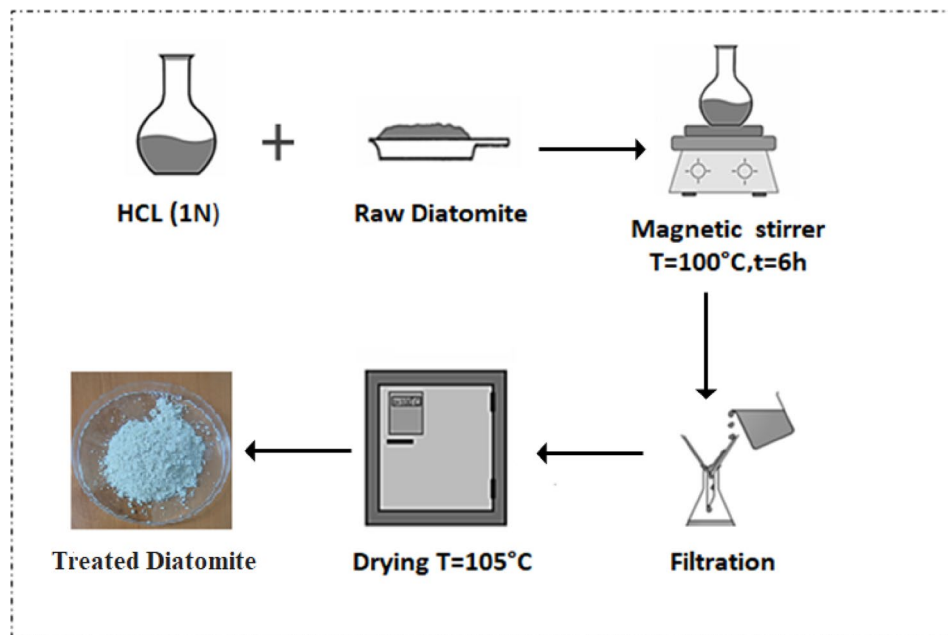 +
HCL (1N)
Raw Diatomite
Magnetic stirrer
T=100°C,t=6h
Treated Diatomite
Drying T=105°C
Filtration